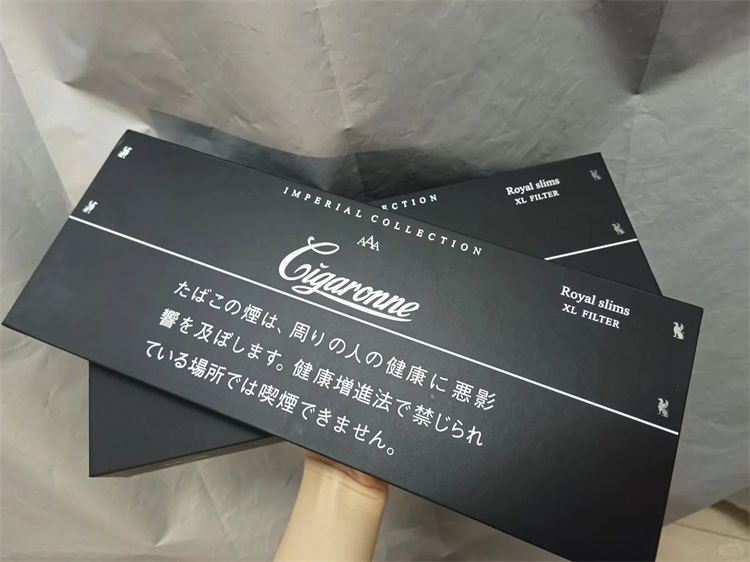 IMPERIAL COLLECTION
AAA
Cigaronne
Royal slims
XL FILTER
たばこの煙は、周りの人の健康に悪影
響を及ぼします。健康増進法で禁じられ
ている場所では喫煙できません。
ECTION
Royal slims
XL FILTER